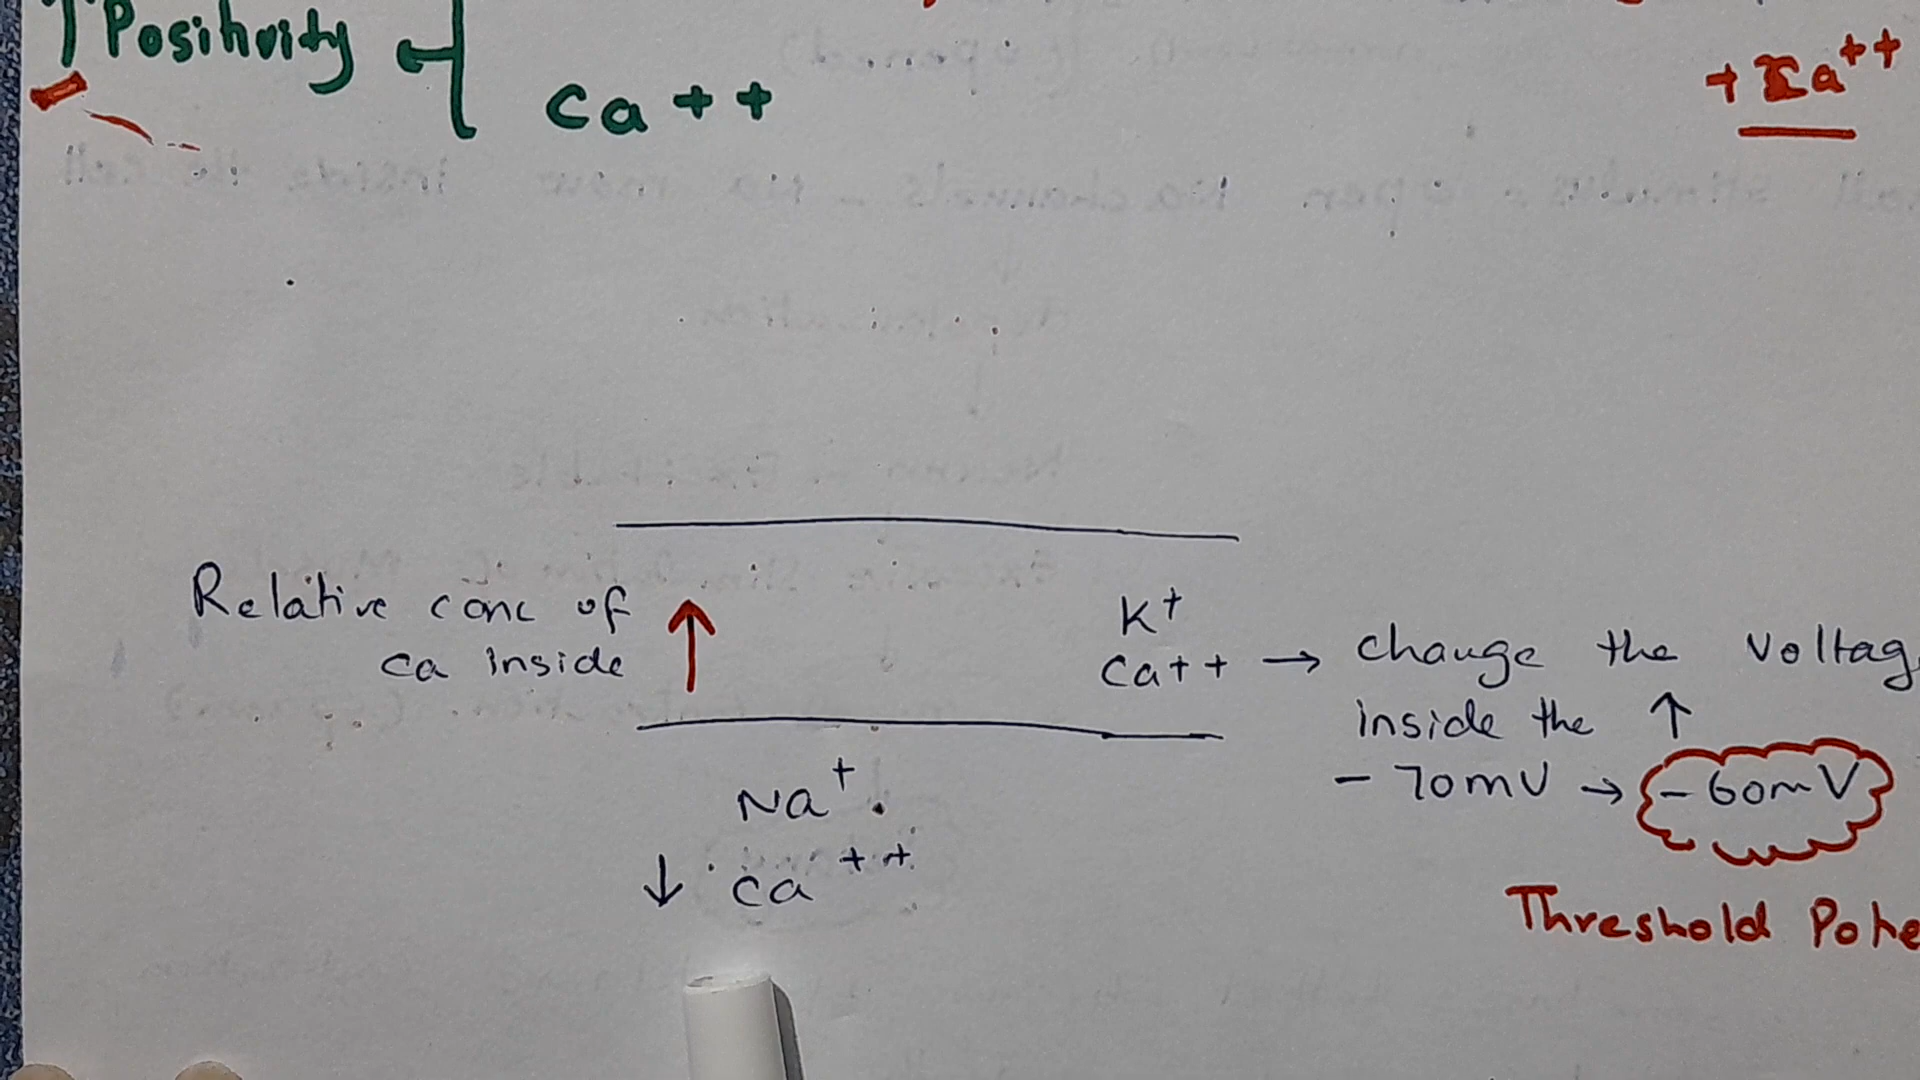 ↑ Positivity
Ca++
+ Ca++
Relative conc of
ca inside
↑
K+
Ca++ → change the Voltag
inside the ↑
- 70mV → -60mV
Na+
↓ Ca++
Threshold Pote